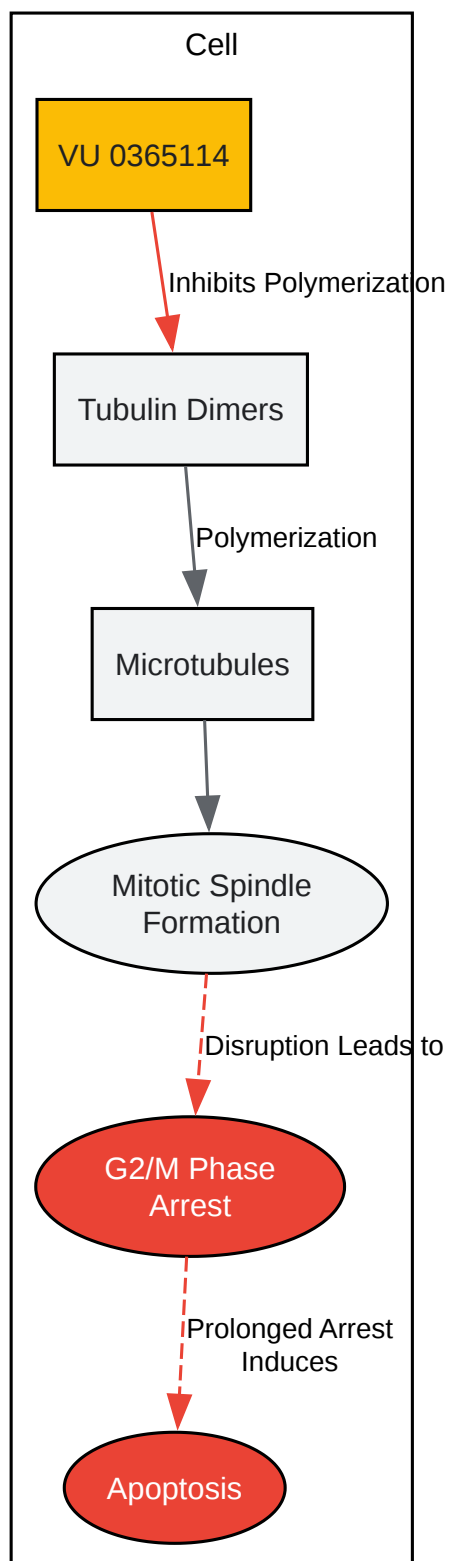 Cell
VU 0365114
Inhibits Polymerization
Tubulin Dimers
Polymerization
Microtubules
Mitotic Spindle
Formation
Disruption Leads to
G2/M Phase
Arrest
Prolonged Arrest
Induces
Apoptosis